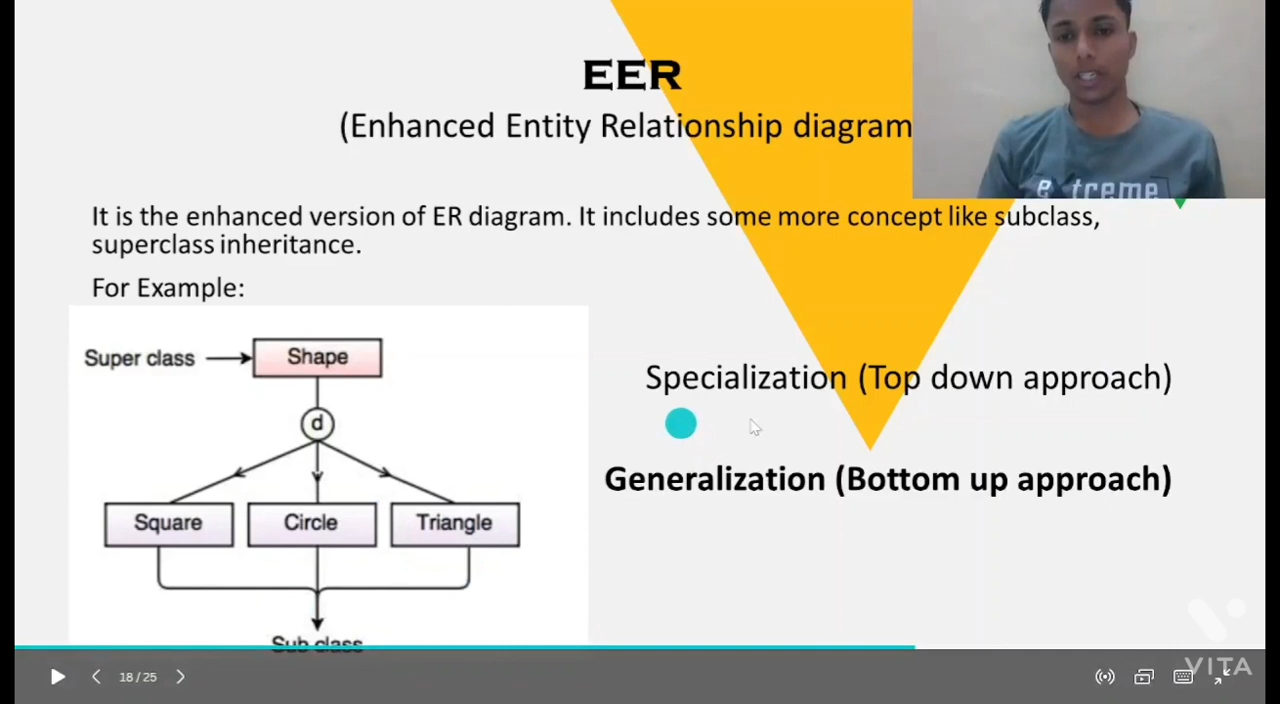 EER
(Enhanced Entity Relationship diagram
extreme
It is the enhanced version of ER diagram. It includes some more concept like subclass,
superclass inheritance.
For Example:
Super class
Shape
d
Square Circle Triangle
Sub class
Specialization (Top down approach)
Generalization (Bottom up approach)
18 / 25
VITA